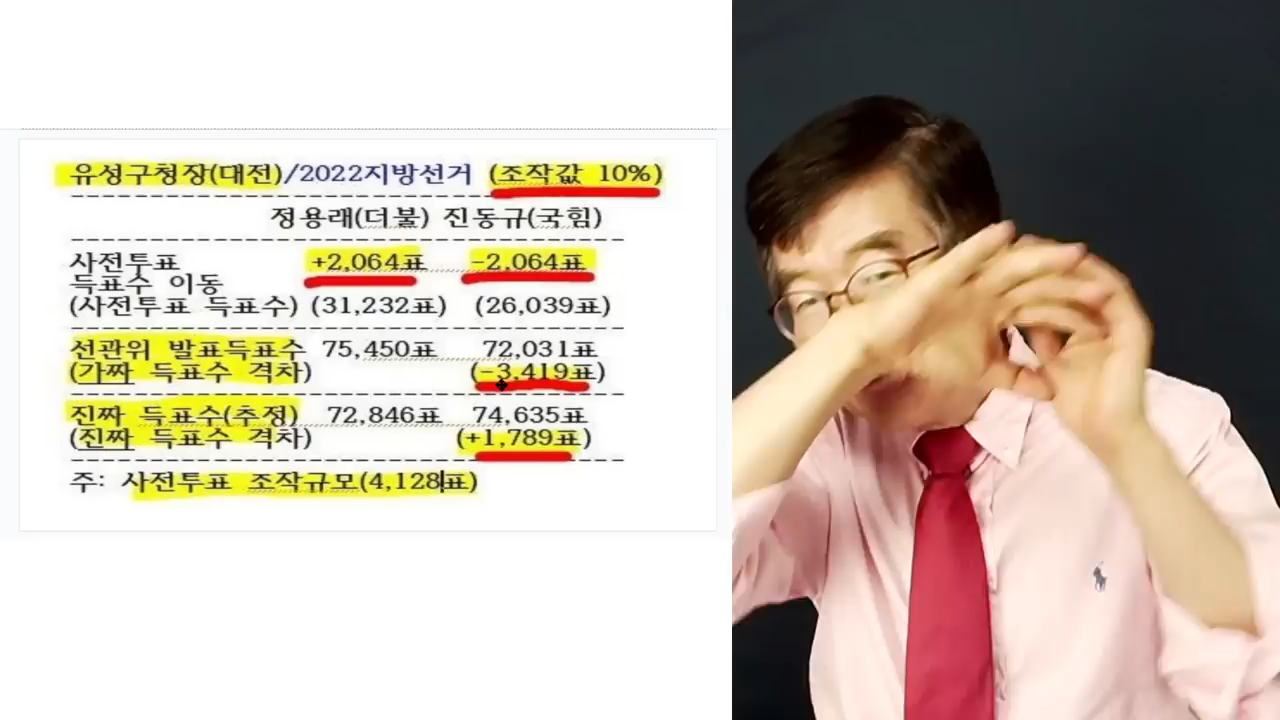 유성구청장(대전)/2022지방선거 (조작값 10%)
정용래(더불) 진동규(국힘)
사전투표 +2,064표 -2,064표
득표수 이동
(사전투표 득표수) (31,232표) (26,039표)
선관위 발표득표수 75,450표 72,031표
(가짜 득표수 격차) (-3,419표)
진짜 득표수(추정) 72,846표 74,635표
(진짜 득표수 격차) (+1,789표)
주: 사전투표 조작규모(4,128표)